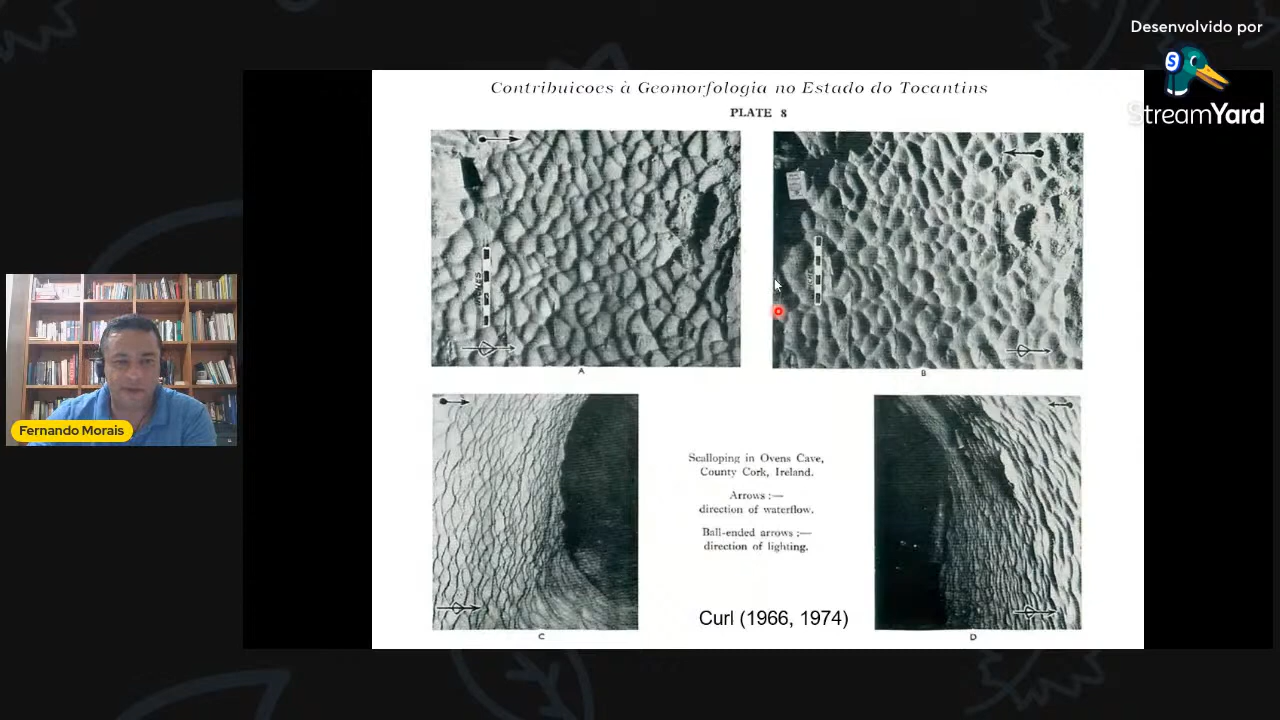 Desenvolvido por
StreamYard
Contribuicoes à Geomorfologia no Estado do Tocantins
PLATE 8
A
B
Scalloping in Ovens Cave,
County Cork, Ireland.
Arrows :—
direction of waterflow.
Ball-ended arrows :—
direction of lighting.
Curl (1966, 1974)
C
D
Fernando Morais